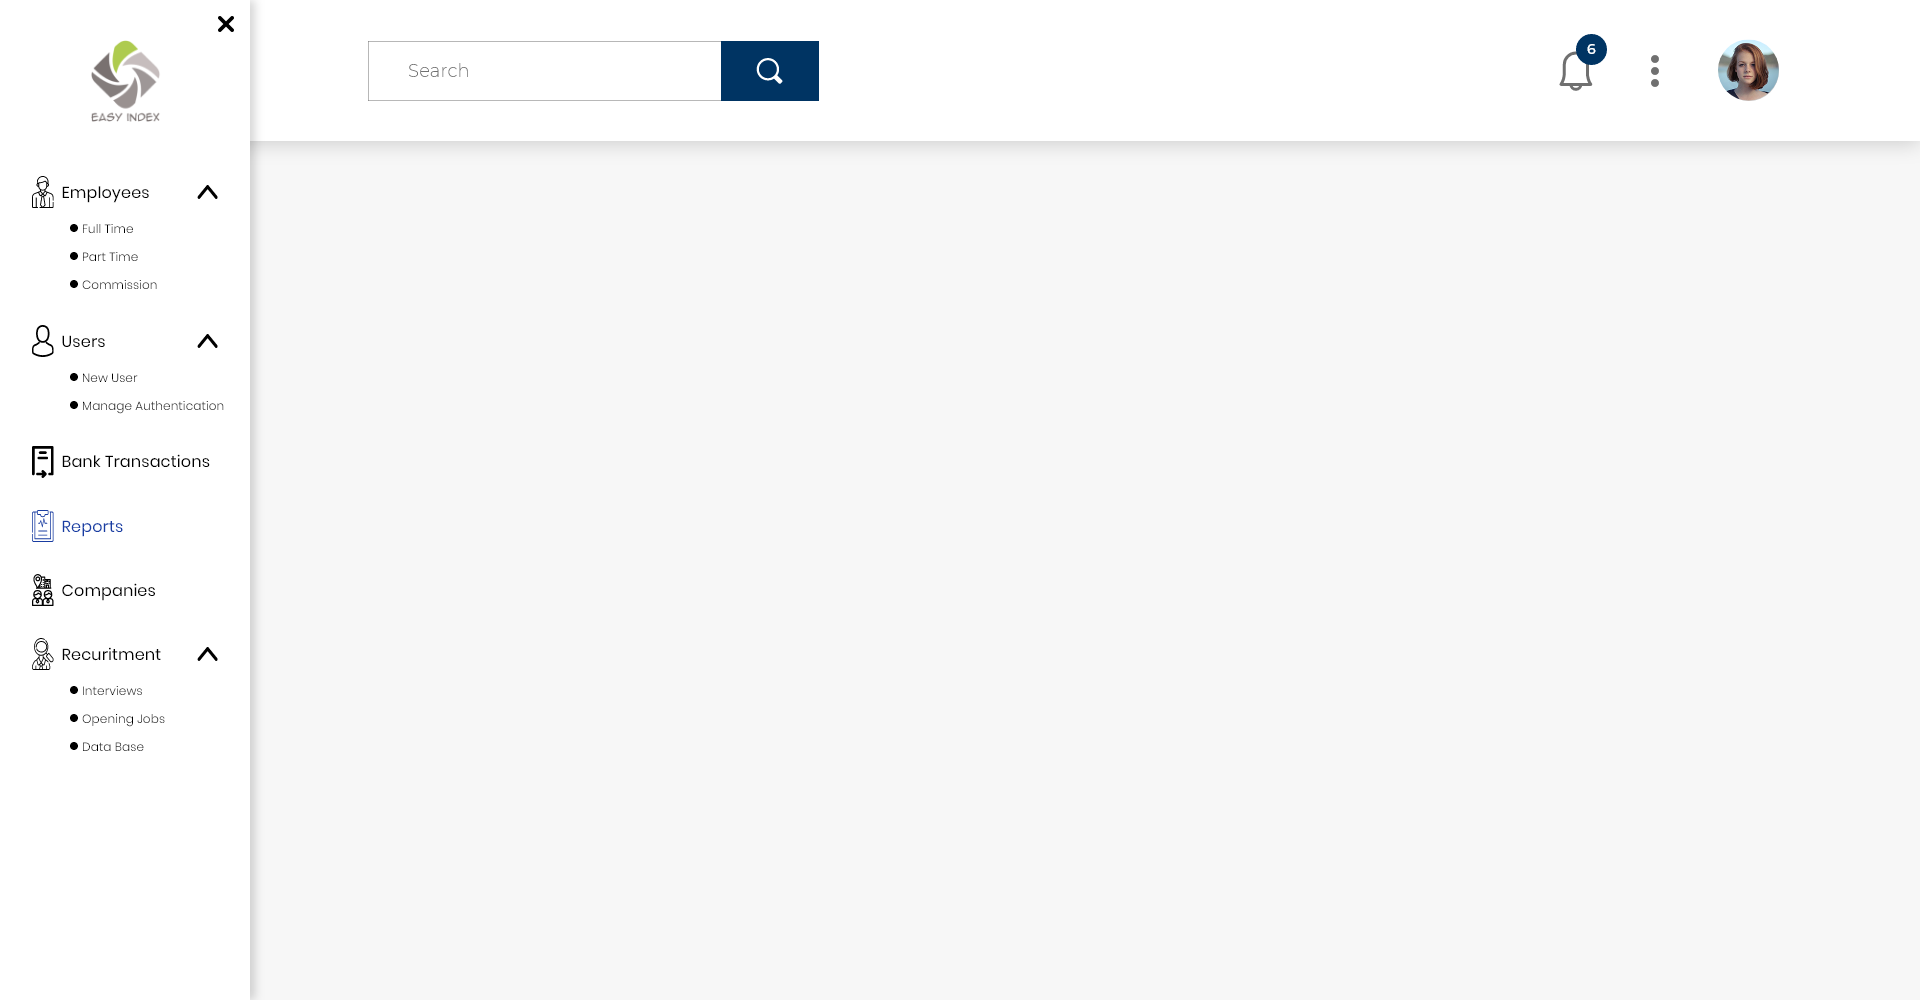 EASY INDEX
Search
6
Employees
Full Time
Part Time
Commission
Users
New User
Manage Authentication
Bank Transactions
Reports
Companies
Recuritment
Interviews
Opening Jobs
Data Base